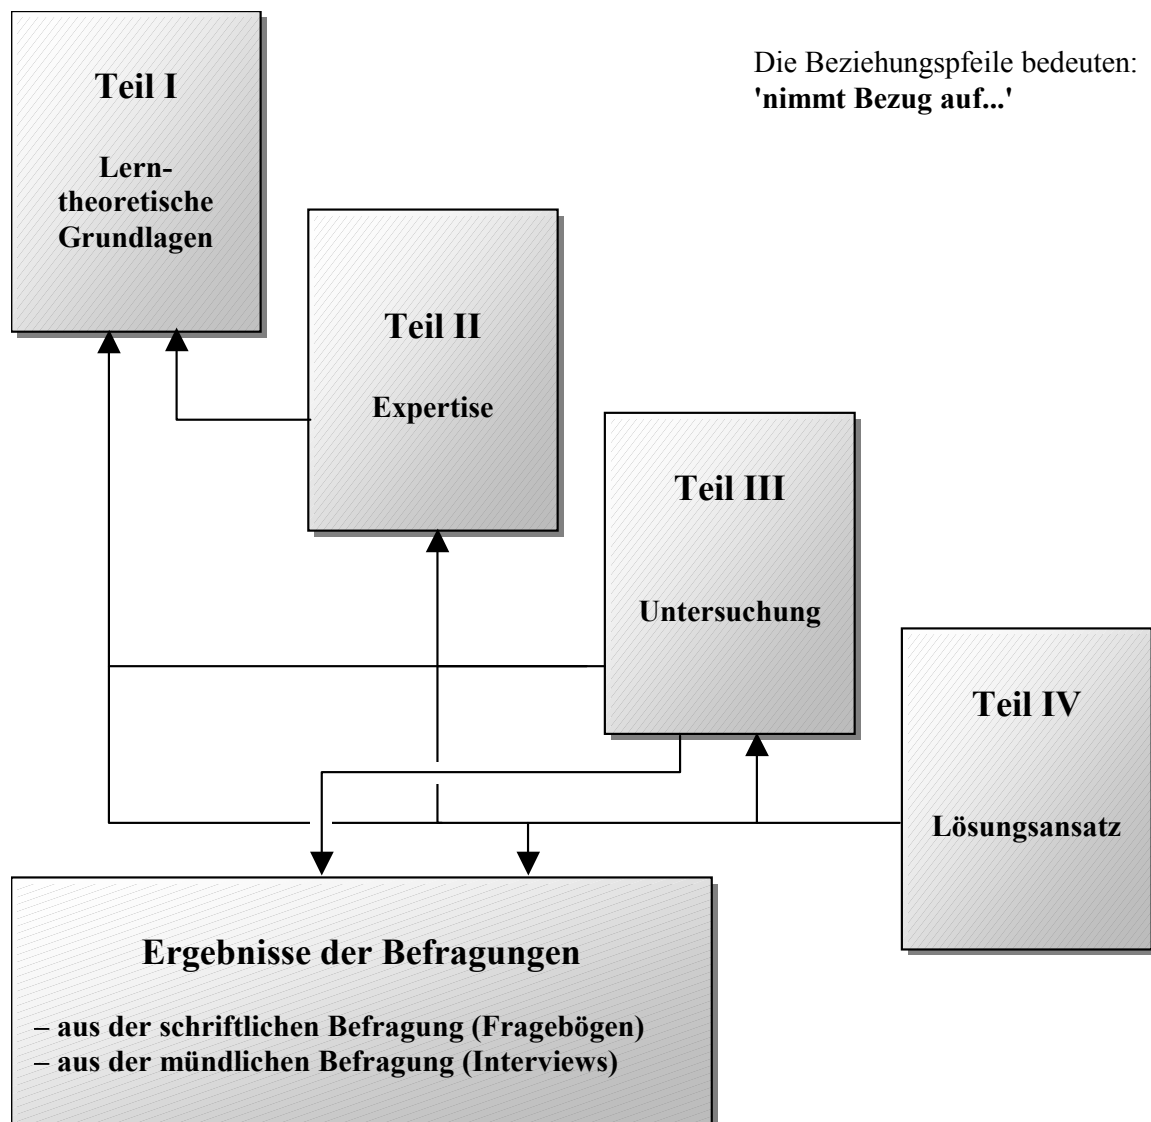 Teil I
Lern-
theoretische
Grundlagen
Die Beziehungspfeile bedeuten:
'nimmt Bezug auf...'
Teil II
Expertise
Teil III
Untersuchung
Teil IV
Lösungsansatz
Ergebnisse der Befragungen
– aus der schriftlichen Befragung (Fragebögen)
– aus der mündlichen Befragung (Interviews)